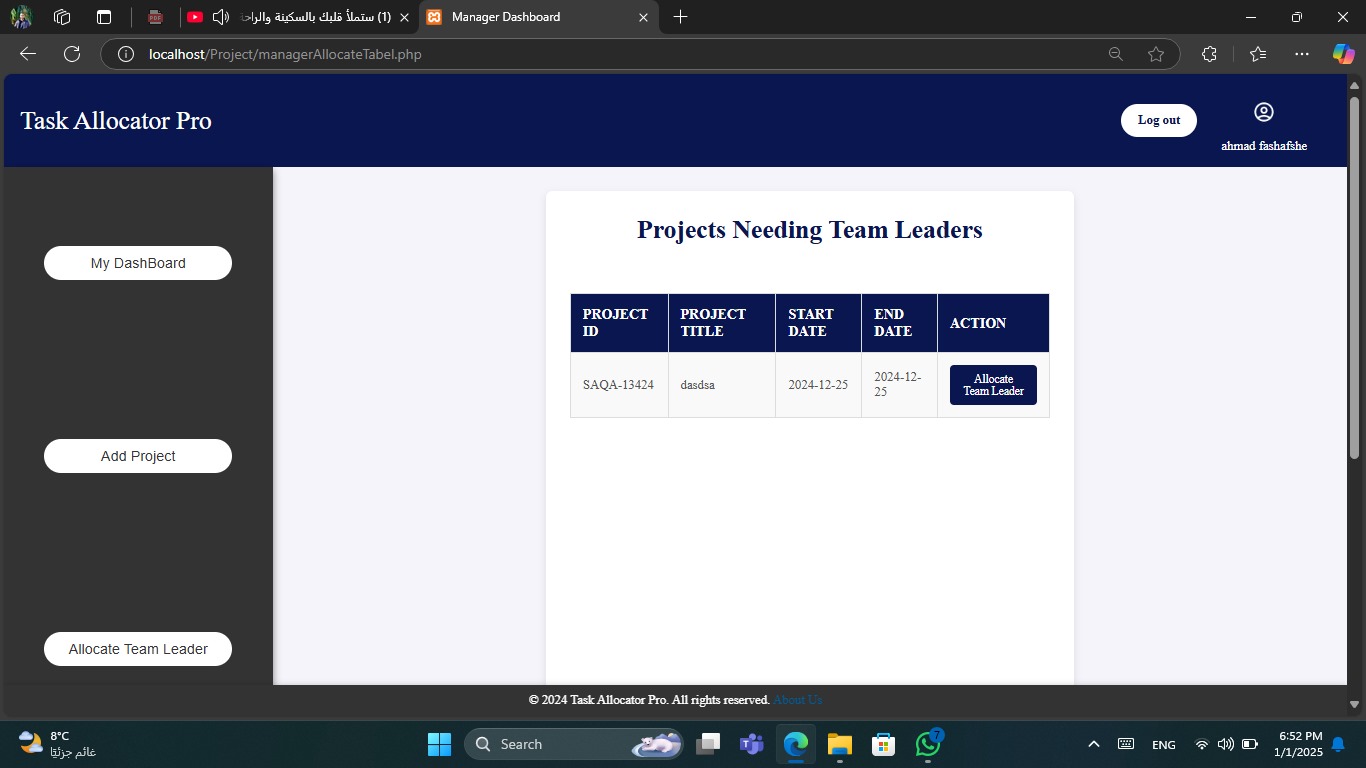 (1) ستملأ قلبك بالسكينة والراحة
Manager Dashboard
localhost/Project/managerAllocateTabel.php
Task Allocator Pro
Log out
ahmad fashafshe
My DashBoard
Add Project
Allocate Team Leader
Projects Needing Team Leaders
PROJECT ID
PROJECT TITLE
START DATE
END DATE
ACTION
SAQA-13424
dasdsa
2024-12-25
2024-12-
25
Allocate
Team Leader
© 2024 Task Allocator Pro. All rights reserved. About Us
8°C
غائم جزئيًا
Search
7
ENG
6:52 PM
1/1/2025